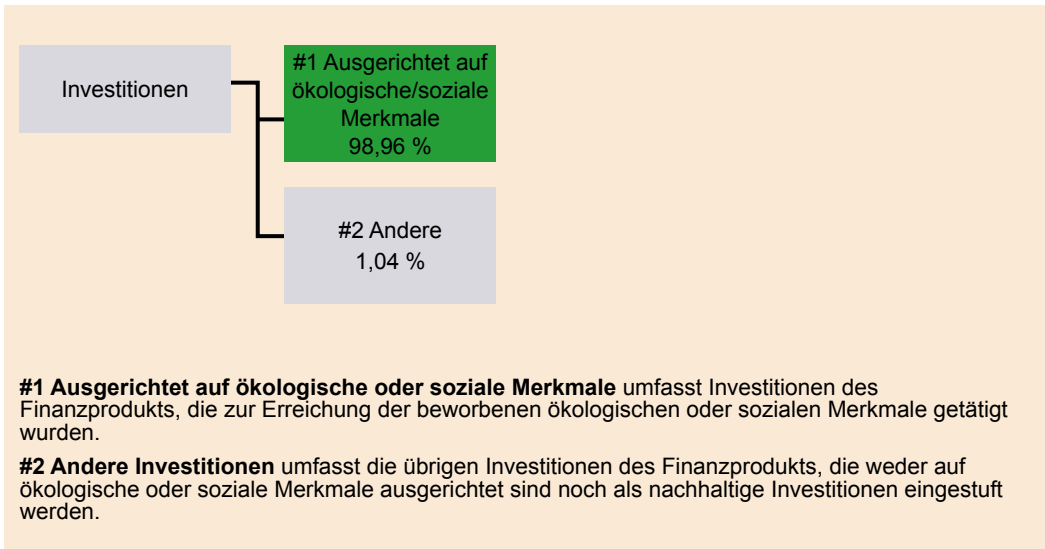 Investitionen
#1 Ausgerichtet auf
ökologische/soziale
Merkmale
98,96 %
#2 Andere
1,04 %
#1 Ausgerichtet auf ökologische oder soziale Merkmale umfasst Investitionen des
Finanzprodukts, die zur Erreichung der beworbenen ökologischen oder sozialen Merkmale getätigt
wurden.
#2 Andere Investitionen umfasst die übrigen Investitionen des Finanzprodukts, die weder auf
ökologische oder soziale Merkmale ausgerichtet sind noch als nachhaltige Investitionen eingestuft
werden.